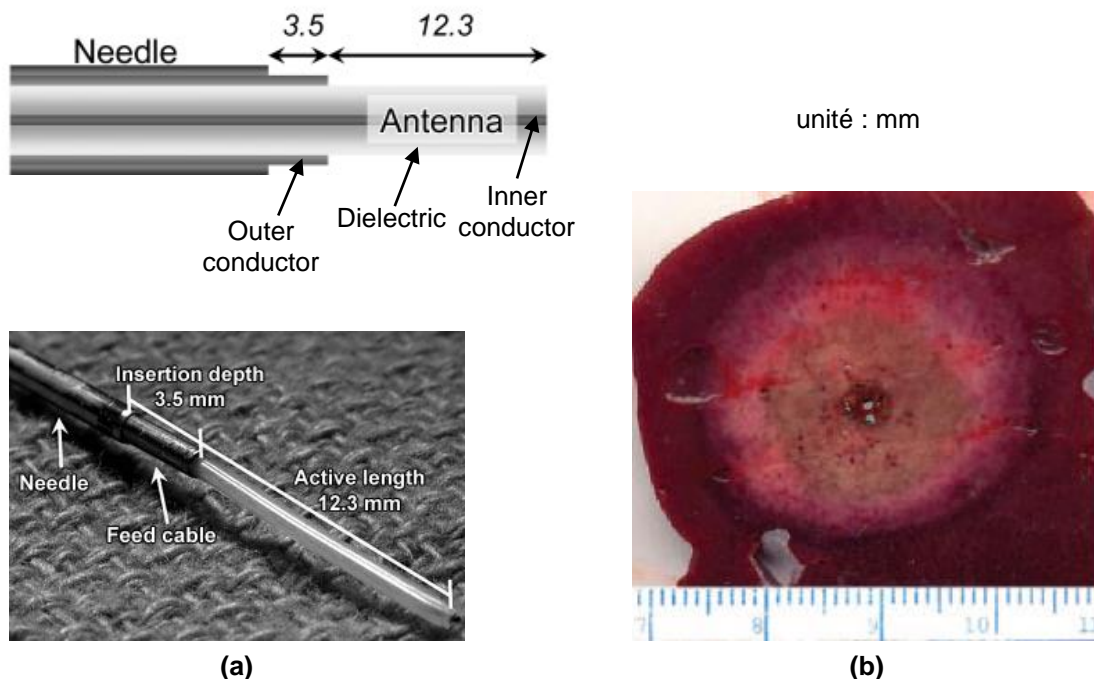 3.5
12.3
Needle
Antenna
unité : mm
Inner
conductor
Dielectric
Outer
conductor
Insertion depth
3.5 mm
Active length
12.3 mm
Needle
Feed cable
7
8
9
10
11
(a)
(b)